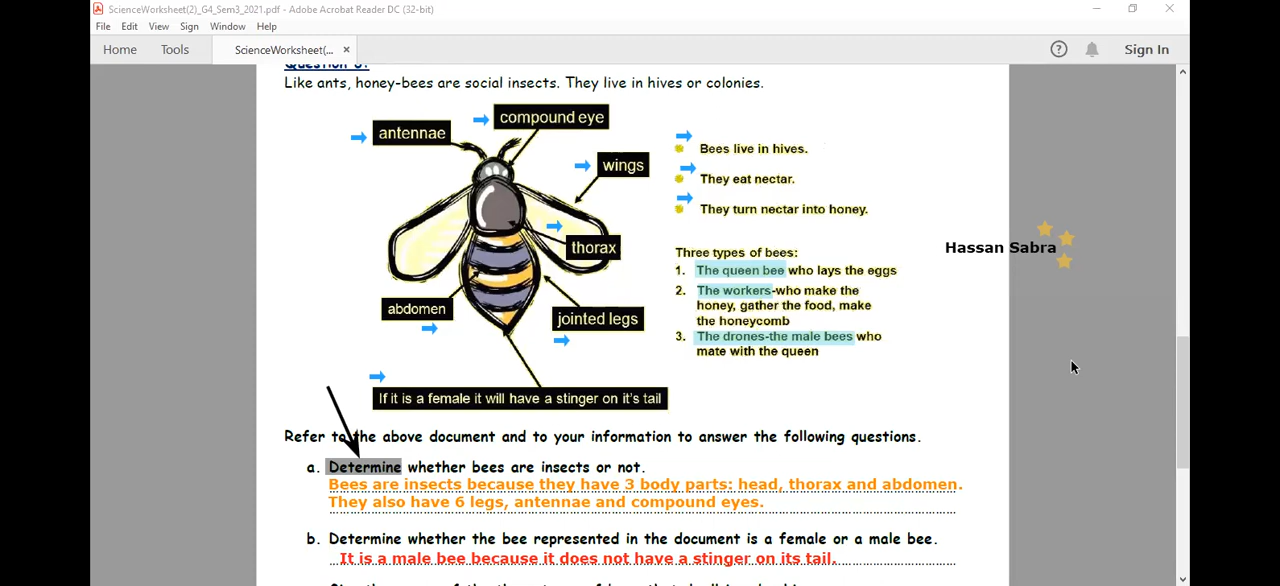 ScienceWorksheet(2)_G4_Sem3_2021.pdf - Adobe Acrobat Reader DC (32-bit)
File Edit View Sign Window Help
Home Tools ScienceWorksheet(... × Sign In
Like ants, honey-bees are social insects. They live in hives or colonies.
compound eye
antennae
wings
thorax
abdomen
jointed legs
If it is a female it will have a stinger on it's tail
Bees live in hives.
They eat nectar.
They turn nectar into honey.
Three types of bees:
1. The queen bee who lays the eggs
2. The workers-who make the
honey, gather the food, make
the honeycomb
3. The drones-the male bees who
mate with the queen
Hassan Sabra
Refer to the above document and to your information to answer the following questions.
a. Determine whether bees are insects or not.
Bees are insects because they have 3 body parts: head, thorax and abdomen.
They also have 6 legs, antennae and compound eyes.
b. Determine whether the bee represented in the document is a female or a male bee.
It is a male bee because it does not have a stinger on its tail.